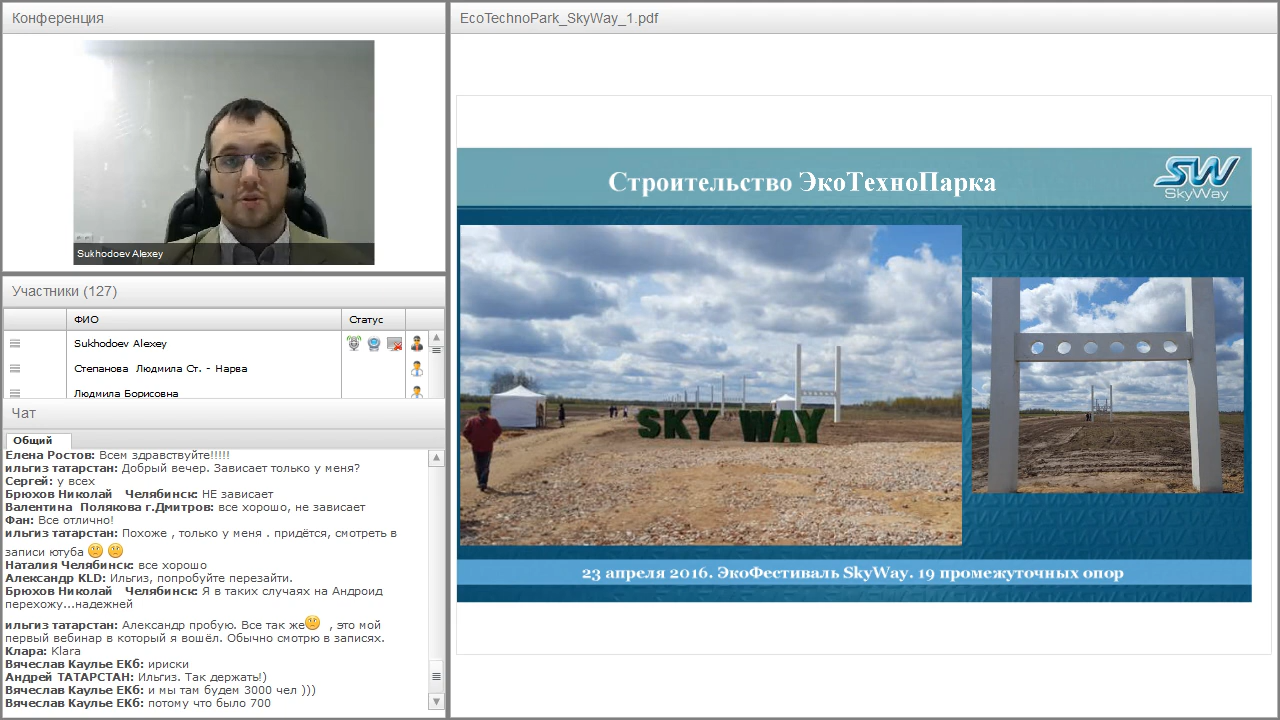 Конференция
Sukhodoev Alexey
Участники (127)
ФИО Статус
Sukhodoev Alexey
Степанова Людмила Ст. - Нарва
Людмила Борисовна
Чат
Общий
Елена Ростов: Всем здравствуйте!!!!!
ильгиз татарстан: Добрый вечер. Зависает только у меня?
Сергей: у всех
Брюхов Николай Челябинск: НЕ зависает
Валентина Полякова г.Дмитров: все хорошо, не зависает
Фан: Все отлично!
ильгиз татарстан: Похоже , только у меня . придётся, смотреть в
записи ютуба
Наталия Челябинск: все хорошо
Александр KLD: Ильгиз, попробуйте перезайти.
Брюхов Николай Челябинск: Я в таких случаях на Андроид
перехожу...надежней
ильгиз татарстан: Александр пробую. Все так же , это мой
первый вебинар в который я вошёл. Обычно смотрю в записях.
Клара: Klara
Вячеслав Каулье ЕКб: ириски
Андрей ТАТАРСТАН: Ильгиз. Так держать!)
Вячеслав Каулье ЕКб: и мы там будем 3000 чел )))
Вячеслав Каулье ЕКб: потому что было 700
EcoTechnoPark_SkyWay_1.pdf
Строительство ЭкоТехноПарка
SW
SkyWay
SKY WAY
23 апреля 2016. ЭкоФестиваль SkyWay. 19 промежуточных опор